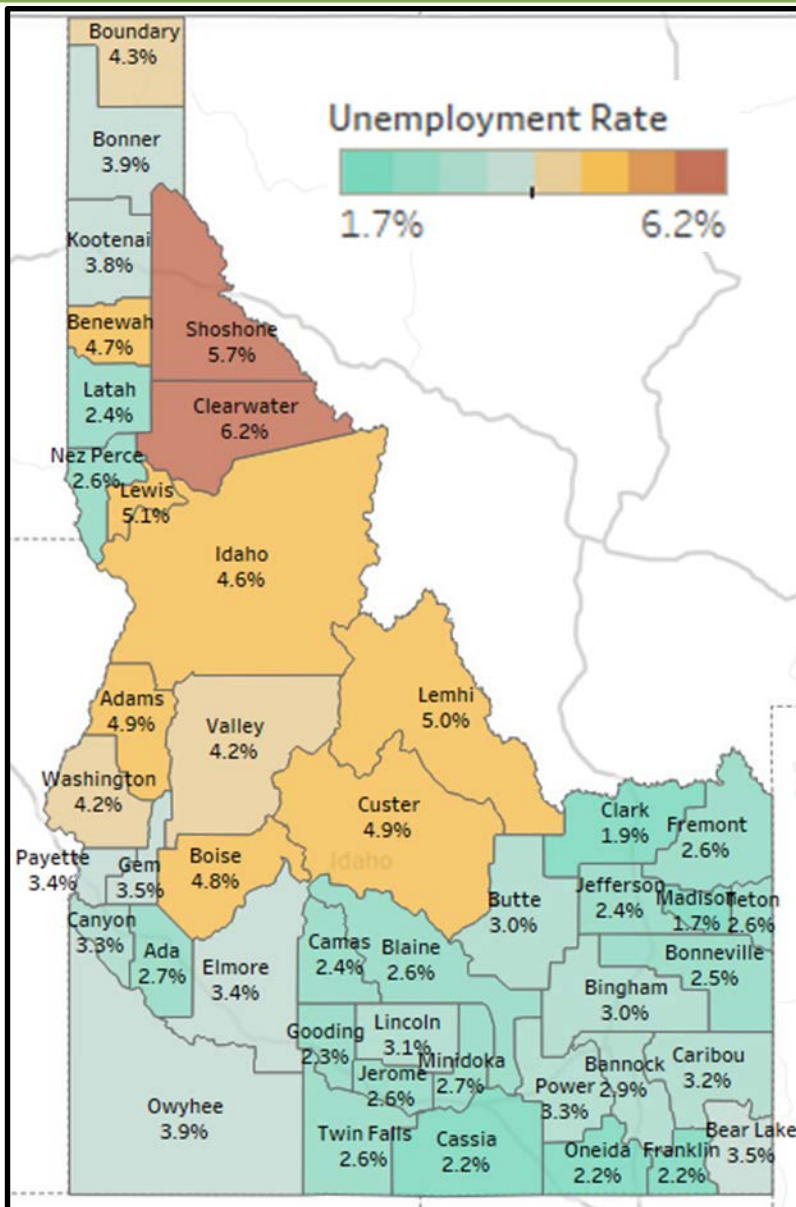 Boundary
4.3%
Unemployment Rate
1.7%
6.2%
Bonner
3.9%
Kootenai
3.8%
Benewah
4.7%
Shoshone
5.7%
Latah
2.4%
Clearwater
6.2%
Nez Perce
2.6%
Lewis
5.1%
Idaho
4.6%
Lemhi
5.0%
Adams
4.9%
Valley
4.2%
Washington
4.2%
Custer
4.9%
Clark
1.9%
Fremont
2.6%
Payette
3.4%
Gem
3.5%
Boise
4.8%
Idaho
Butte
3.0%
Jefferson
2.4%
Madison
1.7%
Teton
2.6%
Canyon
3.3%
Ada
2.7%
Elmore
3.4%
Camas
2.4%
Blaine
2.6%
Bonneville
2.5%
Bingham
3.0%
Gooding
2.3%
Lincoln
3.1%
Jerome
2.6%
Minidoka
2.7%
Power
3.3%
Bannock
2.9%
Caribou
3.2%
Owyhee
3.9%
Twin Falls
2.6%
Cassia
2.2%
Oneida
2.2%
Franklin
2.2%
Bear Lake
3.5%